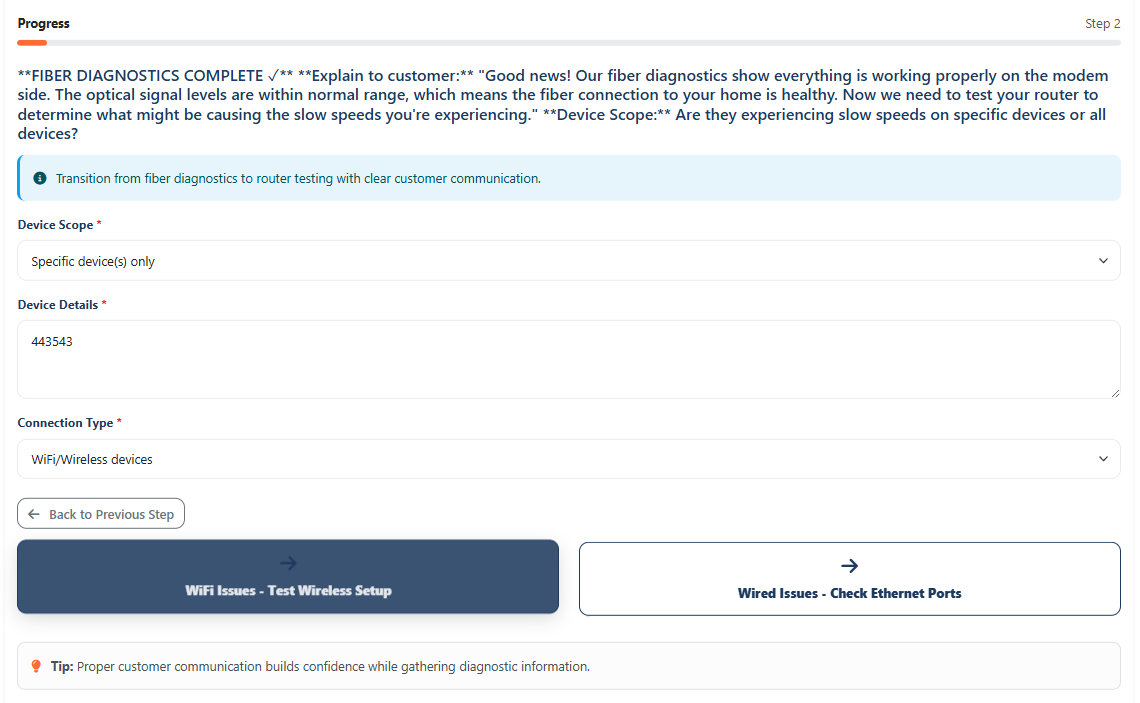 Progress
Step 2
**FIBER DIAGNOSTICS COMPLETE ✓** **Explain to customer:** "Good news! Our fiber diagnostics show everything is working properly on the modem
side. The optical signal levels are within normal range, which means the fiber connection to your home is healthy. Now we need to test your router to
determine what might be causing the slow speeds you're experiencing." **Device Scope:** Are they experiencing slow speeds on specific devices or all
devices?
Transition from fiber diagnostics to router testing with clear customer communication.
Device Scope *
Specific device(s) only
Device Details *
443543
Connection Type *
WiFi/Wireless devices
← Back to Previous Step
→
WiFi Issues - Test Wireless Setup
→
Wired Issues - Check Ethernet Ports
Tip: Proper customer communication builds confidence while gathering diagnostic information.